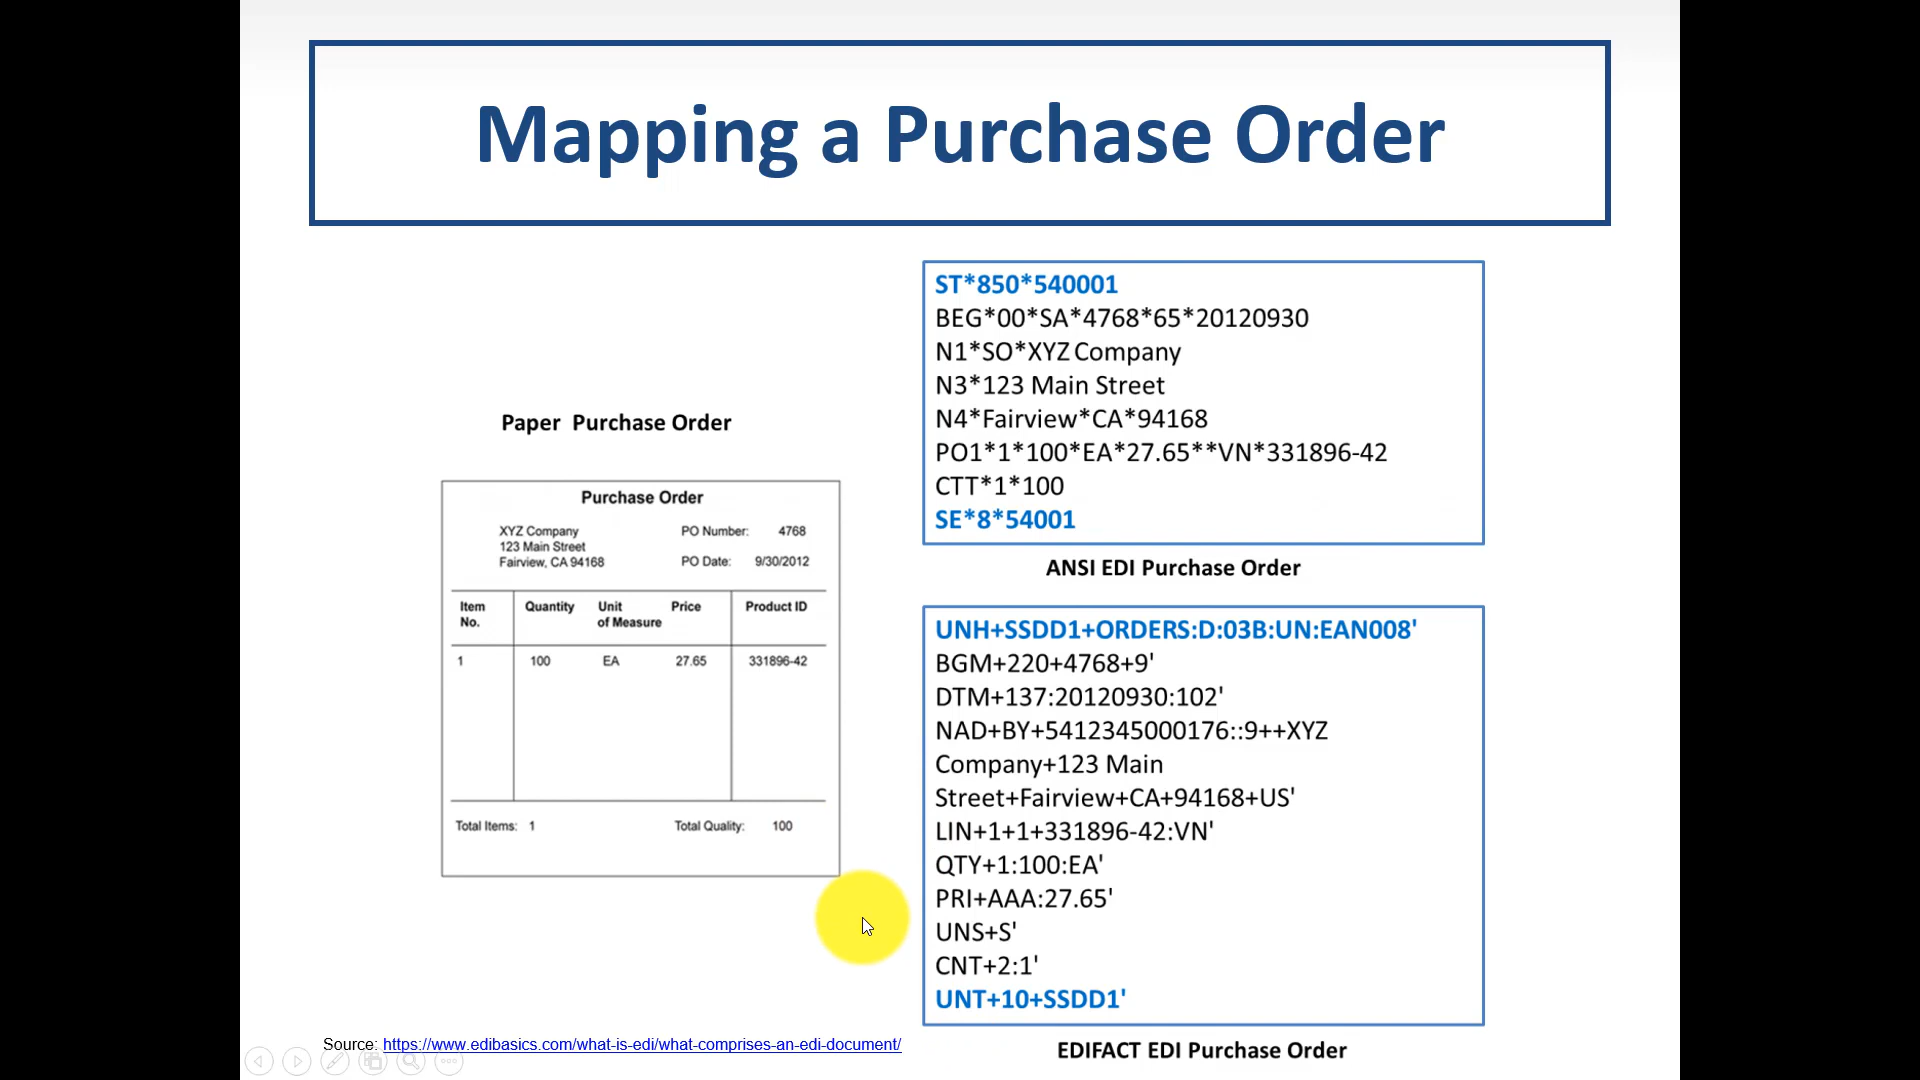 Mapping a Purchase Order
Paper Purchase Order
Purchase Order
XYZ Company PO Number: 4768
123 Main Street
Fairview, CA 94168 PO Date: 9/30/2012
Item No. Quantity Unit of Measure Price Product ID
1 100 EA 27.65 331896-42
Total Items: 1 Total Quality: 100
ST*850*540001
BEG*00*SA*4768*65*20120930
N1*SO*XYZ Company
N3*123 Main Street
N4*Fairview*CA*94168
PO1*1*100*EA*27.65**VN*331896-42
CTT*1*100
SE*8*54001
ANSI EDI Purchase Order
UNH+SSDD1+ORDERS:D:03B:UN:EAN008'
BGM+220+4768+9'
DTM+137:20120930:102'
NAD+BY+5412345000176::9++XYZ
Company+123 Main
Street+Fairview+CA+94168+US'
LIN+1+1+331896-42:VN'
QTY+1:100:EA'
PRI+AAA:27.65'
UNS+S'
CNT+2:1'
UNT+10+SSDD1'
EDIFACT EDI Purchase Order
Source: https://www.edibasics.com/what-is-edi/what-comprises-an-edi-document/